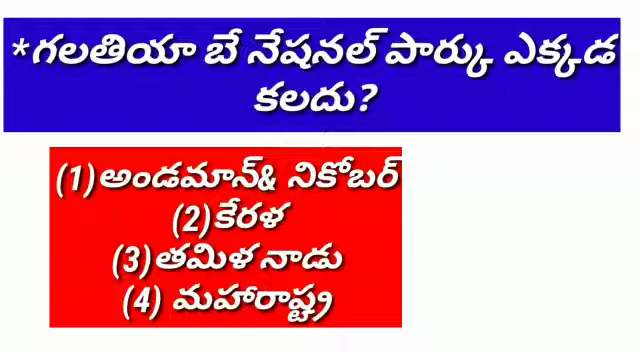 *గలతియా బే నేషనల్ పార్కు ఎక్కడ
కలదు?
(1)అండమాన్& నికోబర్
(2)కేరళ
(3)తమిళ నాడు
(4) మహారాష్ట్ర